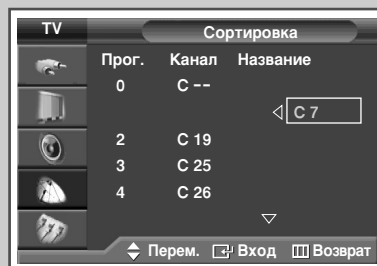 TV
Сортировка
Прог. Канал Название
0 C --
C 7
2 C 19
3 C 25
4 C 26
Перем. Вход Возврат